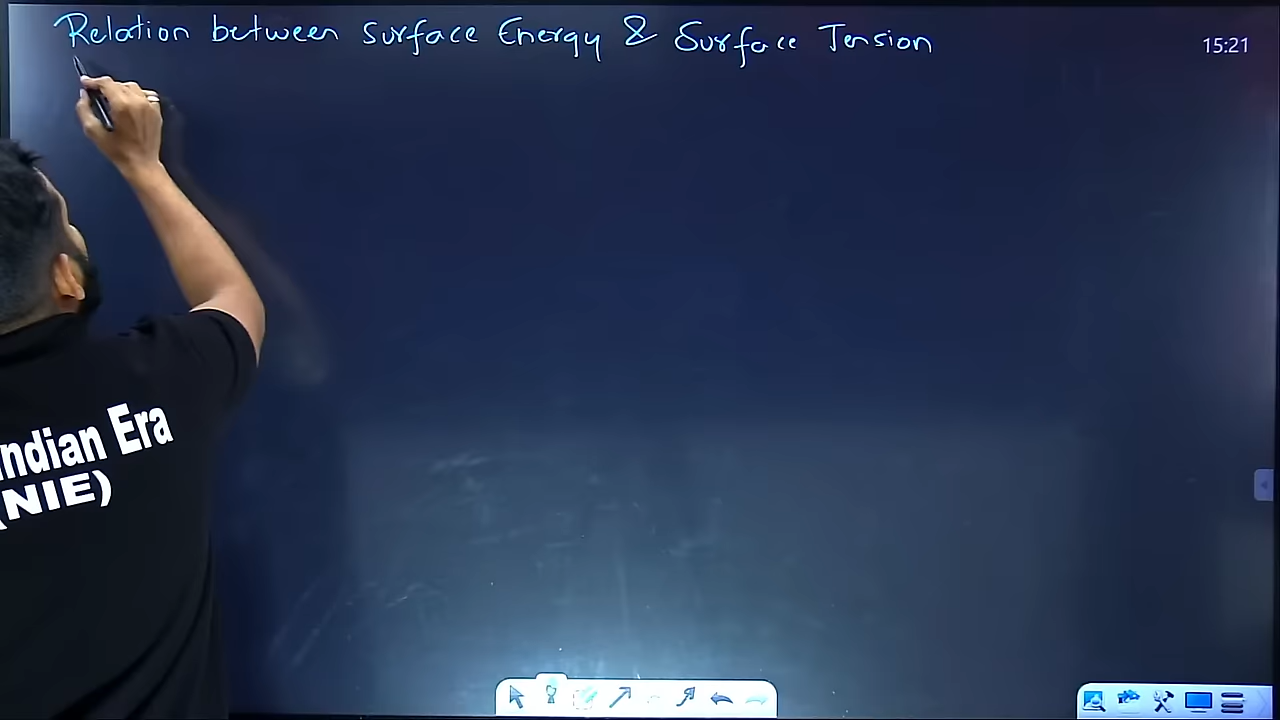 Relation between surface Energy & Surface Tension
15:21
Indian Era
(NIE)